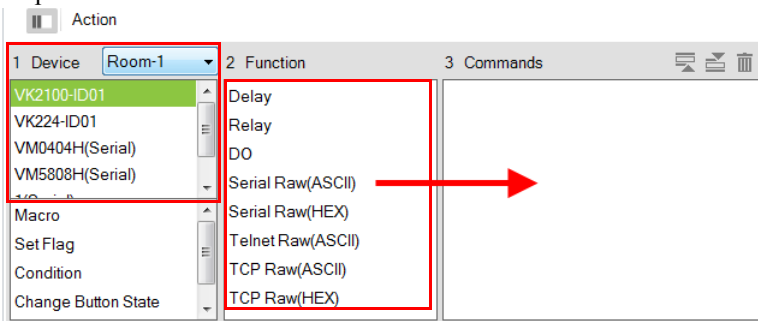 Action
1 Device Room-1 2 Function 3 Commands
VK2100-ID01
VK224-ID01
VM0404H(Serial)
VM5808H(Serial)
Macro
Set Flag
Condition
Change Button State
Delay
Relay
DO
Serial Raw(ASCII)
Serial Raw(HEX)
Telnet Raw(ASCII)
TCP Raw(ASCII)
TCP Raw(HEX)